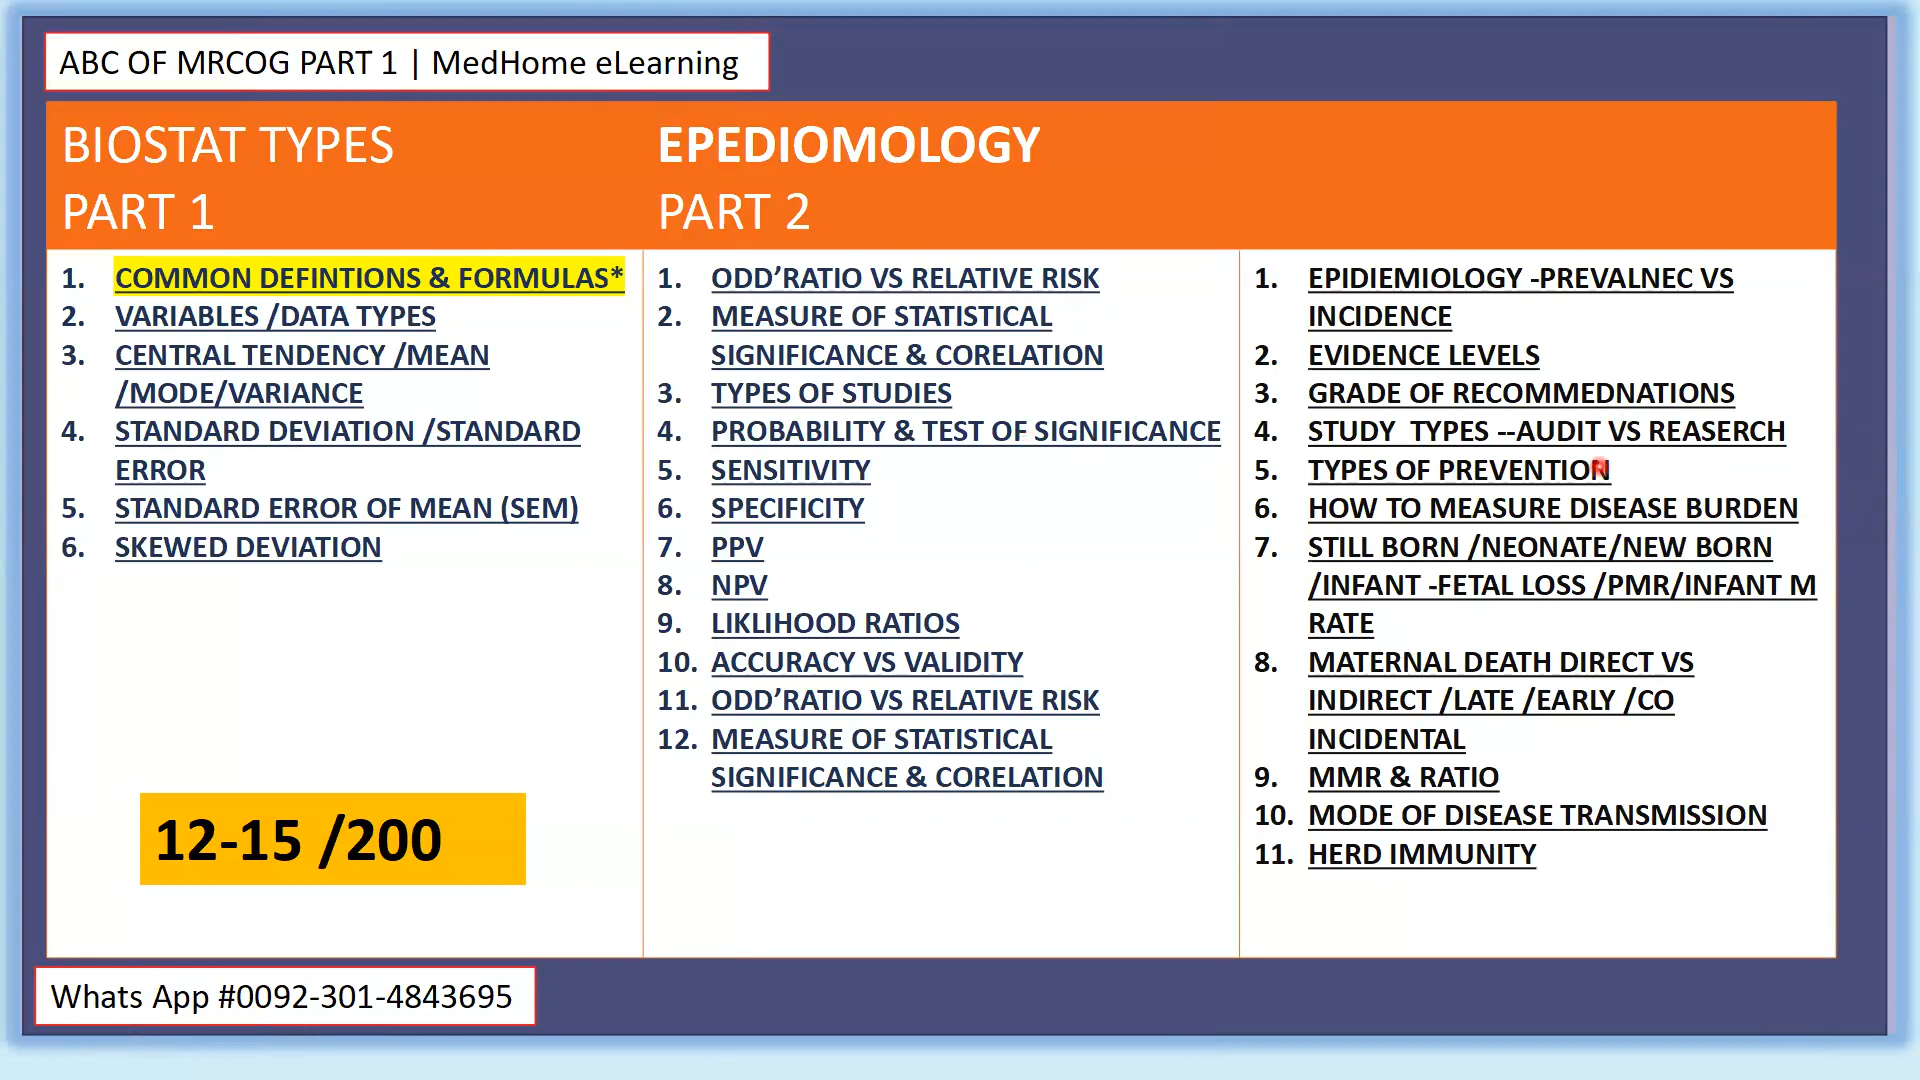 ABC OF MRCOG PART 1 | MedHome eLearning
BIOSTAT TYPES
PART 1
EPEDIOMOLOGY
PART 2
1. COMMON DEFINTIONS & FORMULAS*
2. VARIABLES /DATA TYPES
3. CENTRAL TENDENCY /MEAN
/MODE/VARIANCE
4. STANDARD DEVIATION /STANDARD
ERROR
5. STANDARD ERROR OF MEAN (SEM)
6. SKEWED DEVIATION
12-15 /200
1. ODD’RATIO VS RELATIVE RISK
2. MEASURE OF STATISTICAL
SIGNIFICANCE & CORELATION
3. TYPES OF STUDIES
4. PROBABILITY & TEST OF SIGNIFICANCE
5. SENSITIVITY
6. SPECIFICITY
7. PPV
8. NPV
9. LIKLIHOOD RATIOS
10. ACCURACY VS VALIDITY
11. ODD’RATIO VS RELATIVE RISK
12. MEASURE OF STATISTICAL
SIGNIFICANCE & CORELATION
1. EPIDIEMIOLOGY -PREVALNEC VS
INCIDENCE
2. EVIDENCE LEVELS
3. GRADE OF RECOMMEDNATIONS
4. STUDY TYPES --AUDIT VS REASERCH
5. TYPES OF PREVENTION
6. HOW TO MEASURE DISEASE BURDEN
7. STILL BORN /NEONATE/NEW BORN
/INFANT -FETAL LOSS /PMR/INFANT M
RATE
8. MATERNAL DEATH DIRECT VS
INDIRECT /LATE /EARLY /CO
INCIDENTAL
9. MMR & RATIO
10. MODE OF DISEASE TRANSMISSION
11. HERD IMMUNITY
Whats App #0092-301-4843695